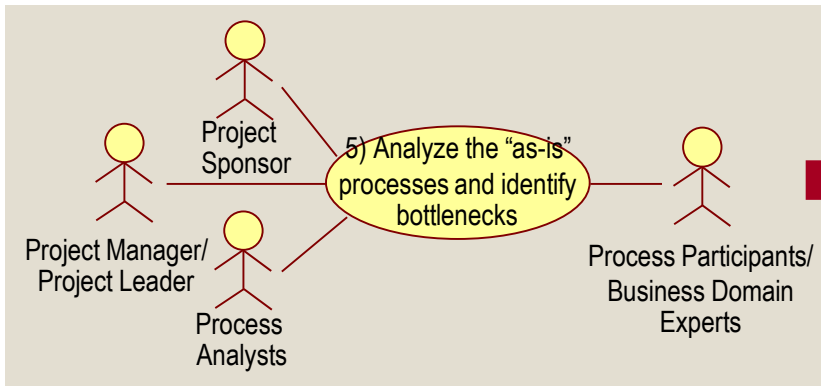 Project
Sponsor
5) Analyze the “as-is”
processes and identify
bottlenecks
Project Manager/
Project Leader
Process
Analysts
Process Participants/
Business Domain
Experts